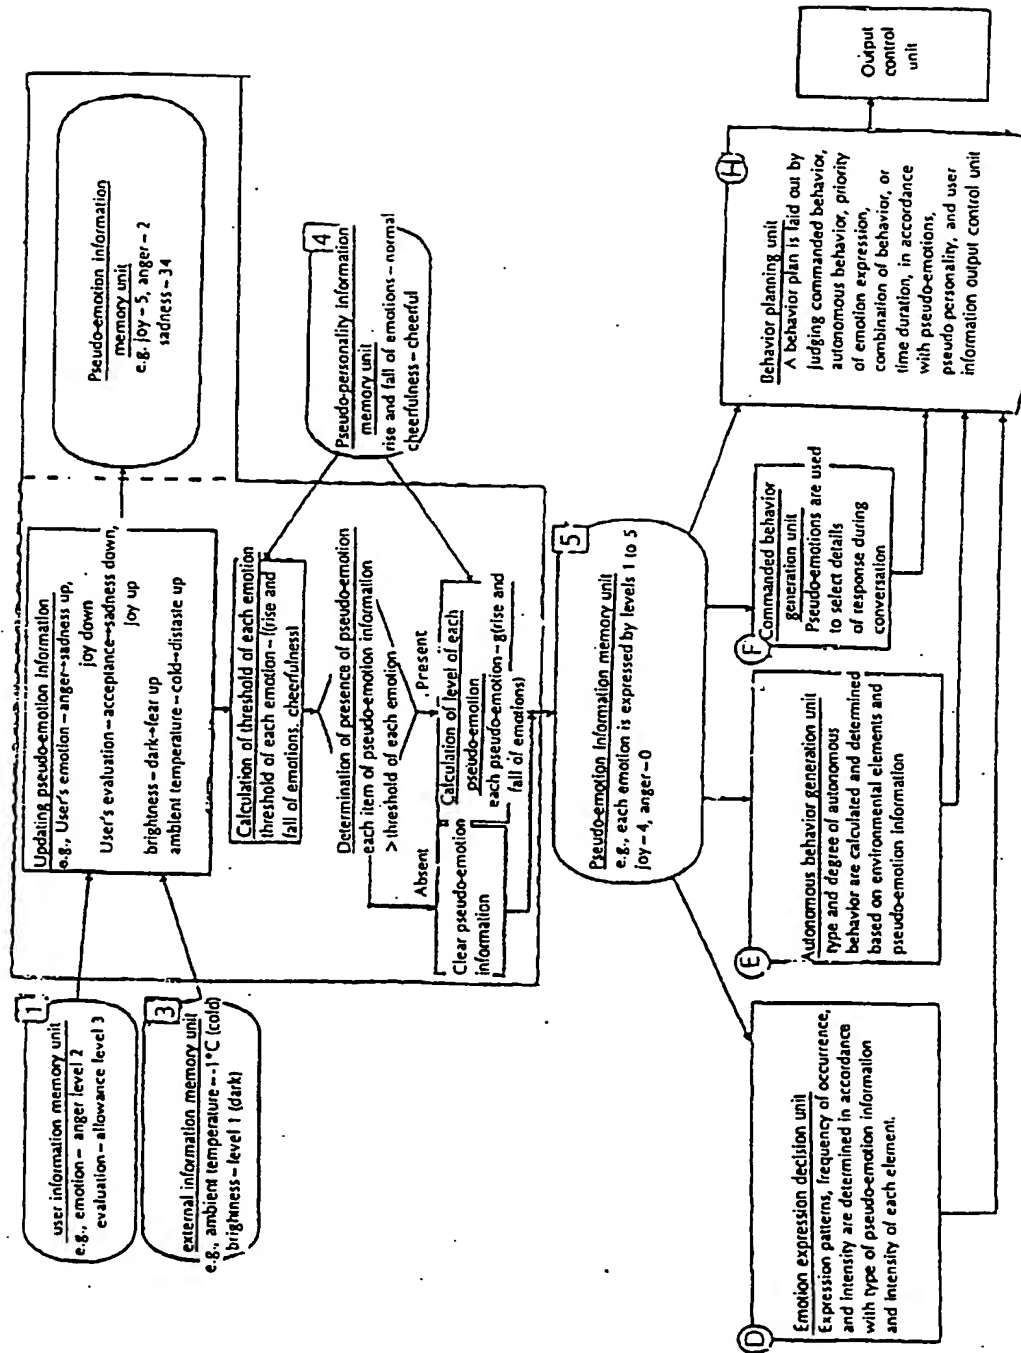 1
user information memory unit
e.g., emotion – anger level 2
evaluation – allowance level 3
3
external information memory unit
e.g., ambient temperature – -1°C (cold)
brightness – level 1 (dark)
Updating pseudo-emotion information
e.g., User's emotion – anger→sadness up,
joy down
User's evaluation – acceptance→sadness down,
joy up
brightness – dark→fear up
ambient temperature – cold→distaste up
Pseudo-emotion information
memory unit
e.g. joy – 5, anger – 2
sadness – 34
Calculation of threshold of each emotion
threshold of each emotion – f(rise and
fall of emotions, cheerfulness)
4
Pseudo-personality information
memory unit
rise and fall of emotions – normal
cheerfulness – cheerful
Determination of presence of pseudo-emotion
each item of pseudo-emotion information
> threshold of each emotion
Absent
Present
Clear pseudo-emotion
information
Calculation of level of each
pseudo-emotion
each pseudo-emotion – g(rise and
fall of emotions)
5
Pseudo-emotion information memory unit
e.g., each emotion is expressed by levels 1 to 5
joy – 4, anger – 0
D
Emotion expression decision unit
Expression patterns, frequency of occurrence,
and intensity are determined in accordance
with type of pseudo-emotion information
and intensity of each element.
E
Autonomous behavior generation unit
type and degree of autonomous
behavior are calculated and determined
based on environmental elements and
pseudo-emotion information
F
Commanded behavior
generation unit
Pseudo-emotions are used
to select details
of response during
conversation
H
Behavior planning unit
A behavior plan is laid out by
judging commanded behavior,
autonomous behavior, priority
of emotion expression,
combination of behavior, or
time duration, in accordance
with pseudo-emotions,
pseudo personality, and user
information output control unit
Output
control
unit